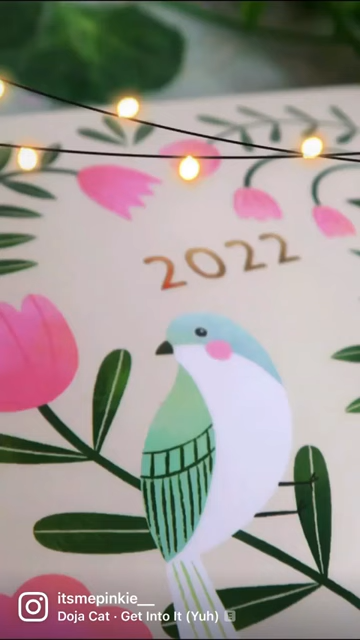 2022
itsmepinkie__
Doja Cat · Get Into It (Yuh)